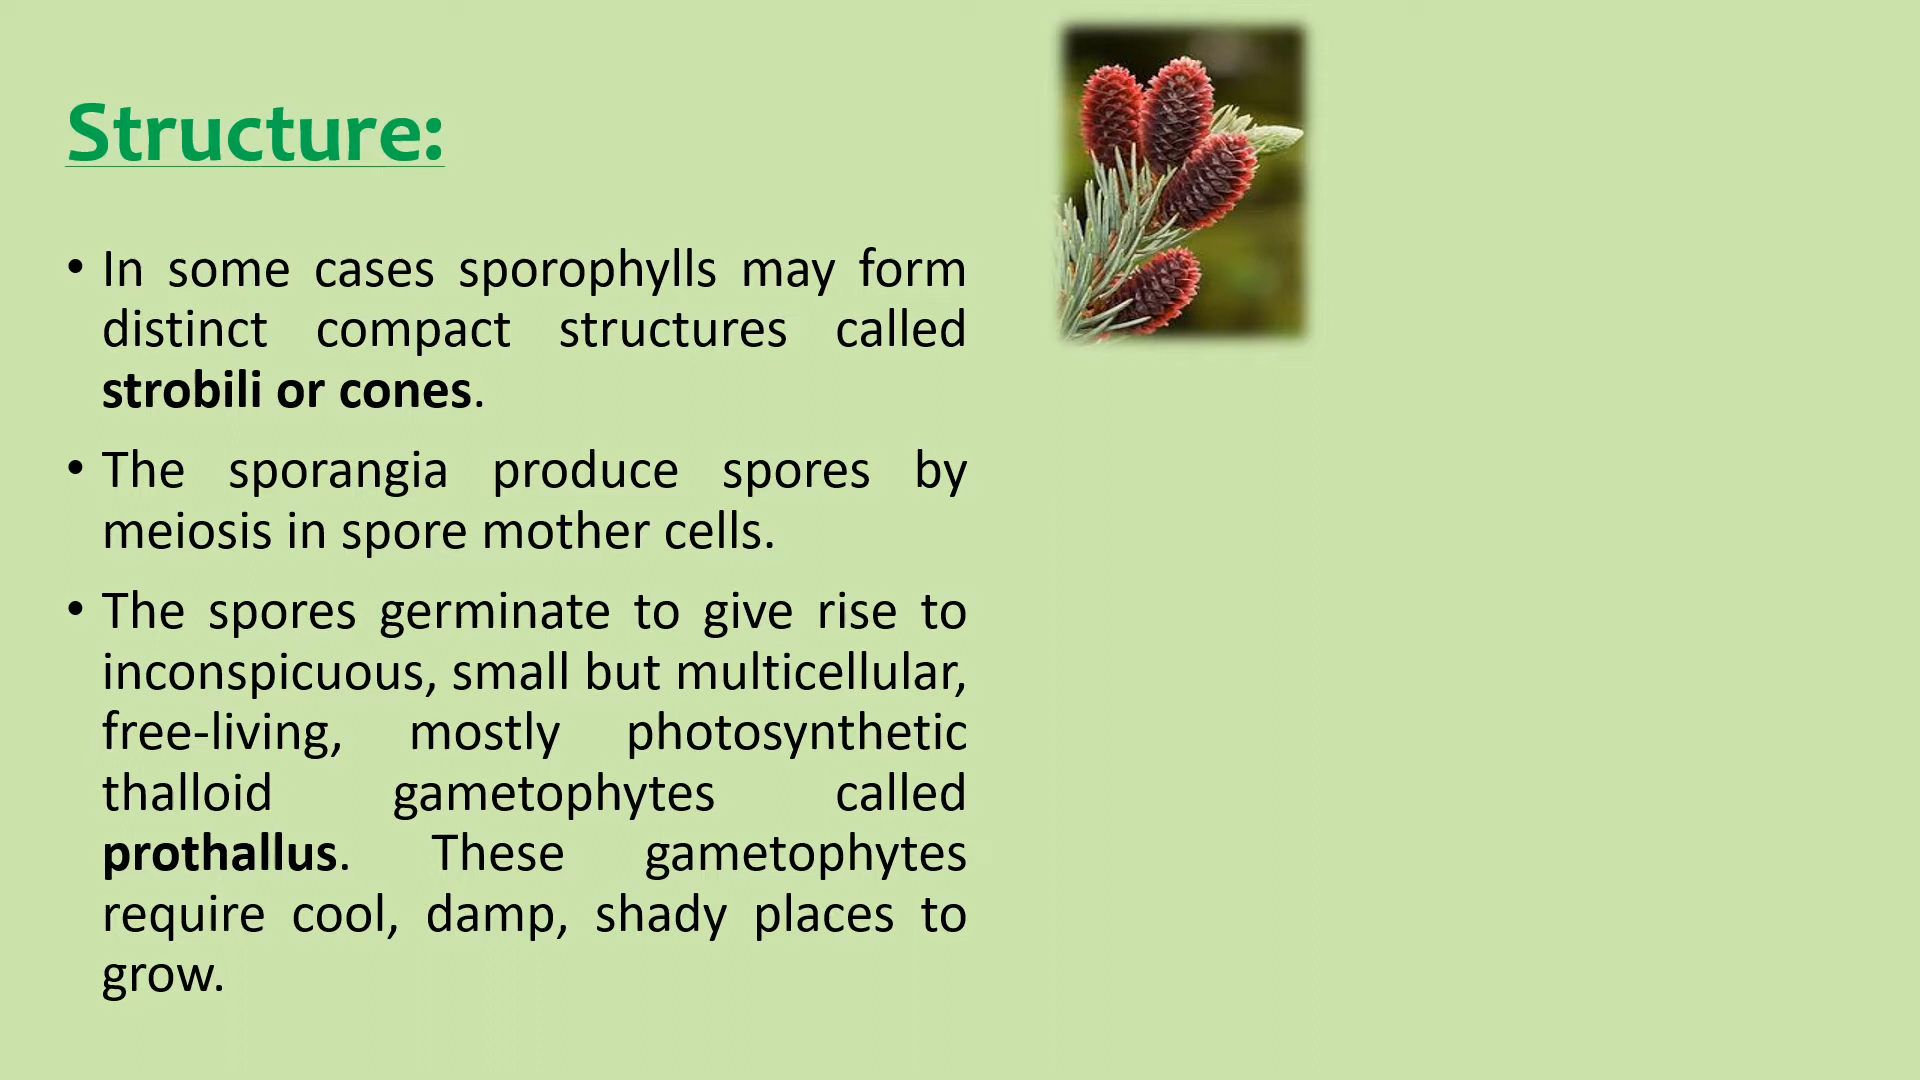 Structure:
• In some cases sporophylls may form
distinct compact structures called
strobili or cones.
• The sporangia produce spores by
meiosis in spore mother cells.
• The spores germinate to give rise to
inconspicuous, small but multicellular,
free-living, mostly photosynthetic
thalloid gametophytes called
prothallus. These gametophytes
require cool, damp, shady places to
grow.